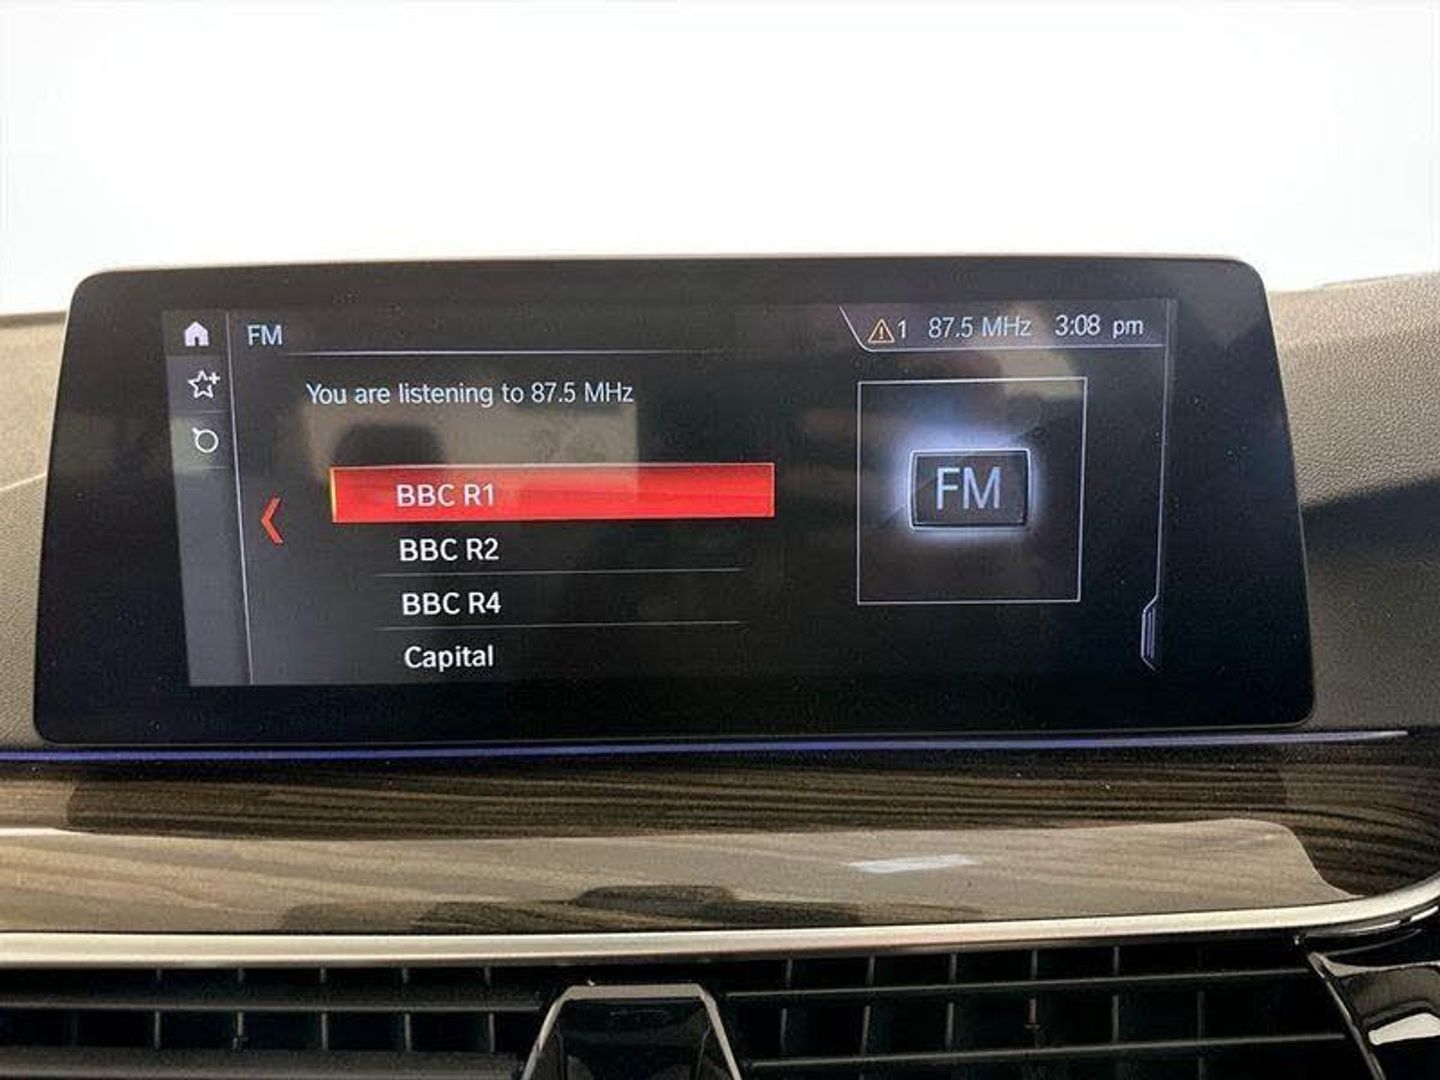 FM
1 87.5 MHz 3:08 pm
You are listening to 87.5 MHz
BBC R1
BBC R2
BBC R4
Capital
FM